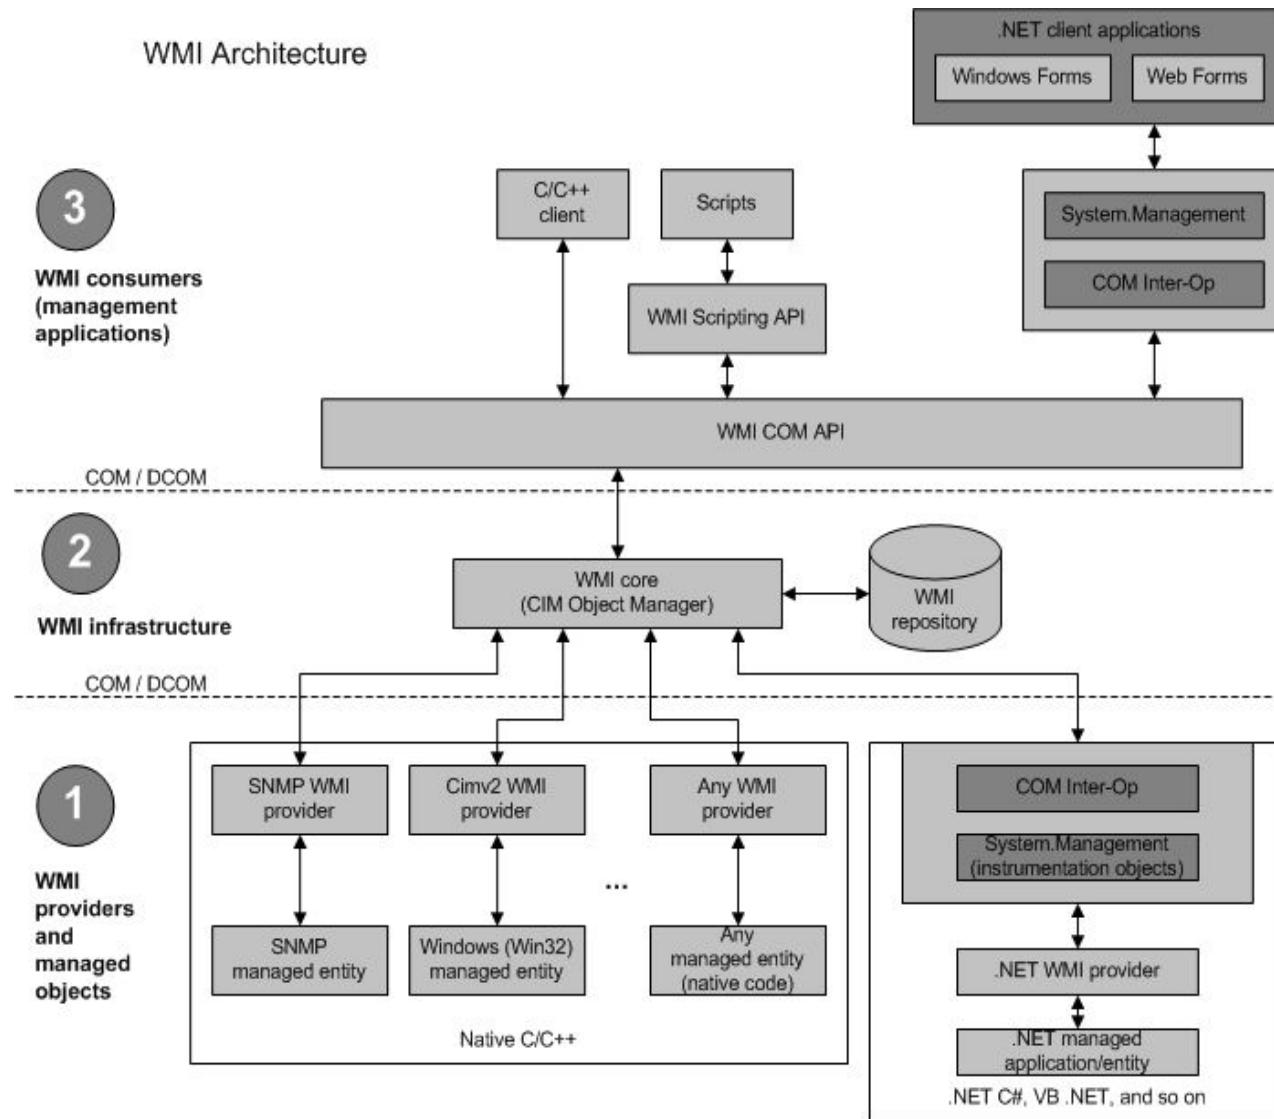 WMI Architecture
.NET client applications
Windows Forms
Web Forms
3
WMI consumers
(management
applications)
C/C++
client
Scripts
System.Management
COM Inter-Op
WMI Scripting API
WMI COM API
COM / DCOM
2
WMI infrastructure
WMI core
(CIM Object Manager)
WMI
repository
COM / DCOM
1
WMI
providers
and
managed
objects
SNMP WMI
provider
Cimv2 WMI
provider
Any WMI
provider
...
SNMP
managed entity
Windows (Win32)
managed entity
Any
managed entity
(native code)
Native C/C++
COM Inter-Op
System.Management
(instrumentation objects)
.NET WMI provider
.NET managed
application/entity
.NET C#, VB .NET, and so on